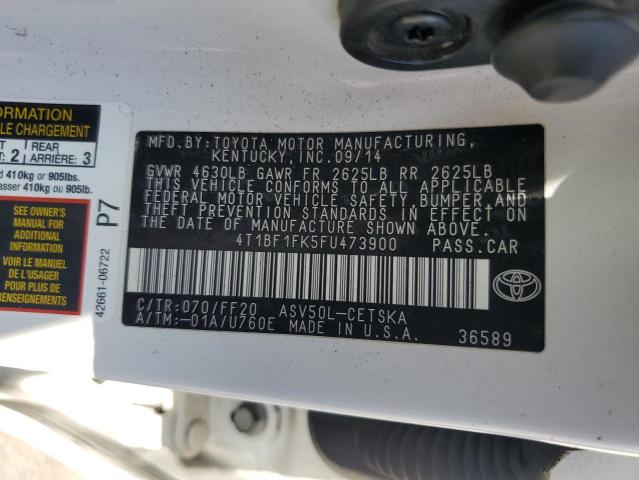 ORMATION
LE CHARGEMENT
T 2 REAR ARRIÈRE 3
d 410kg or 905lbs.
asser 410 kg ou 905lb.
SEE OWNER'S
MANUAL FOR
ADDITIONAL
INFORMATION
VOIR LE MANUEL
DE L'USAGER
POUR PLUS DE
RENSEIGNEMENTS
P7
42661-06722
MFD.BY:TOYOTA MOTOR MANUFACTURING,
KENTUCKY, INC. 09/14
GVWR 4630LB GAWR FR 2625LB RR 2625LB
THIS VEHICLE CONFORMS TO ALL APPLICABLE
FEDERAL MOTOR VEHICLE SAFETY, BUMPER,AND
THEFT PREVENTION STANDARDS IN EFFECT ON
THE DATE OF MANUFACTURE SHOWN ABOVE.
4T1BF1FK5FU473900 PASS.CAR
C/TR:070/FF20 ASV50L-CETSKA
A/TM:-01A/U760E MADE IN U.S.A.
36589
TOYOTA